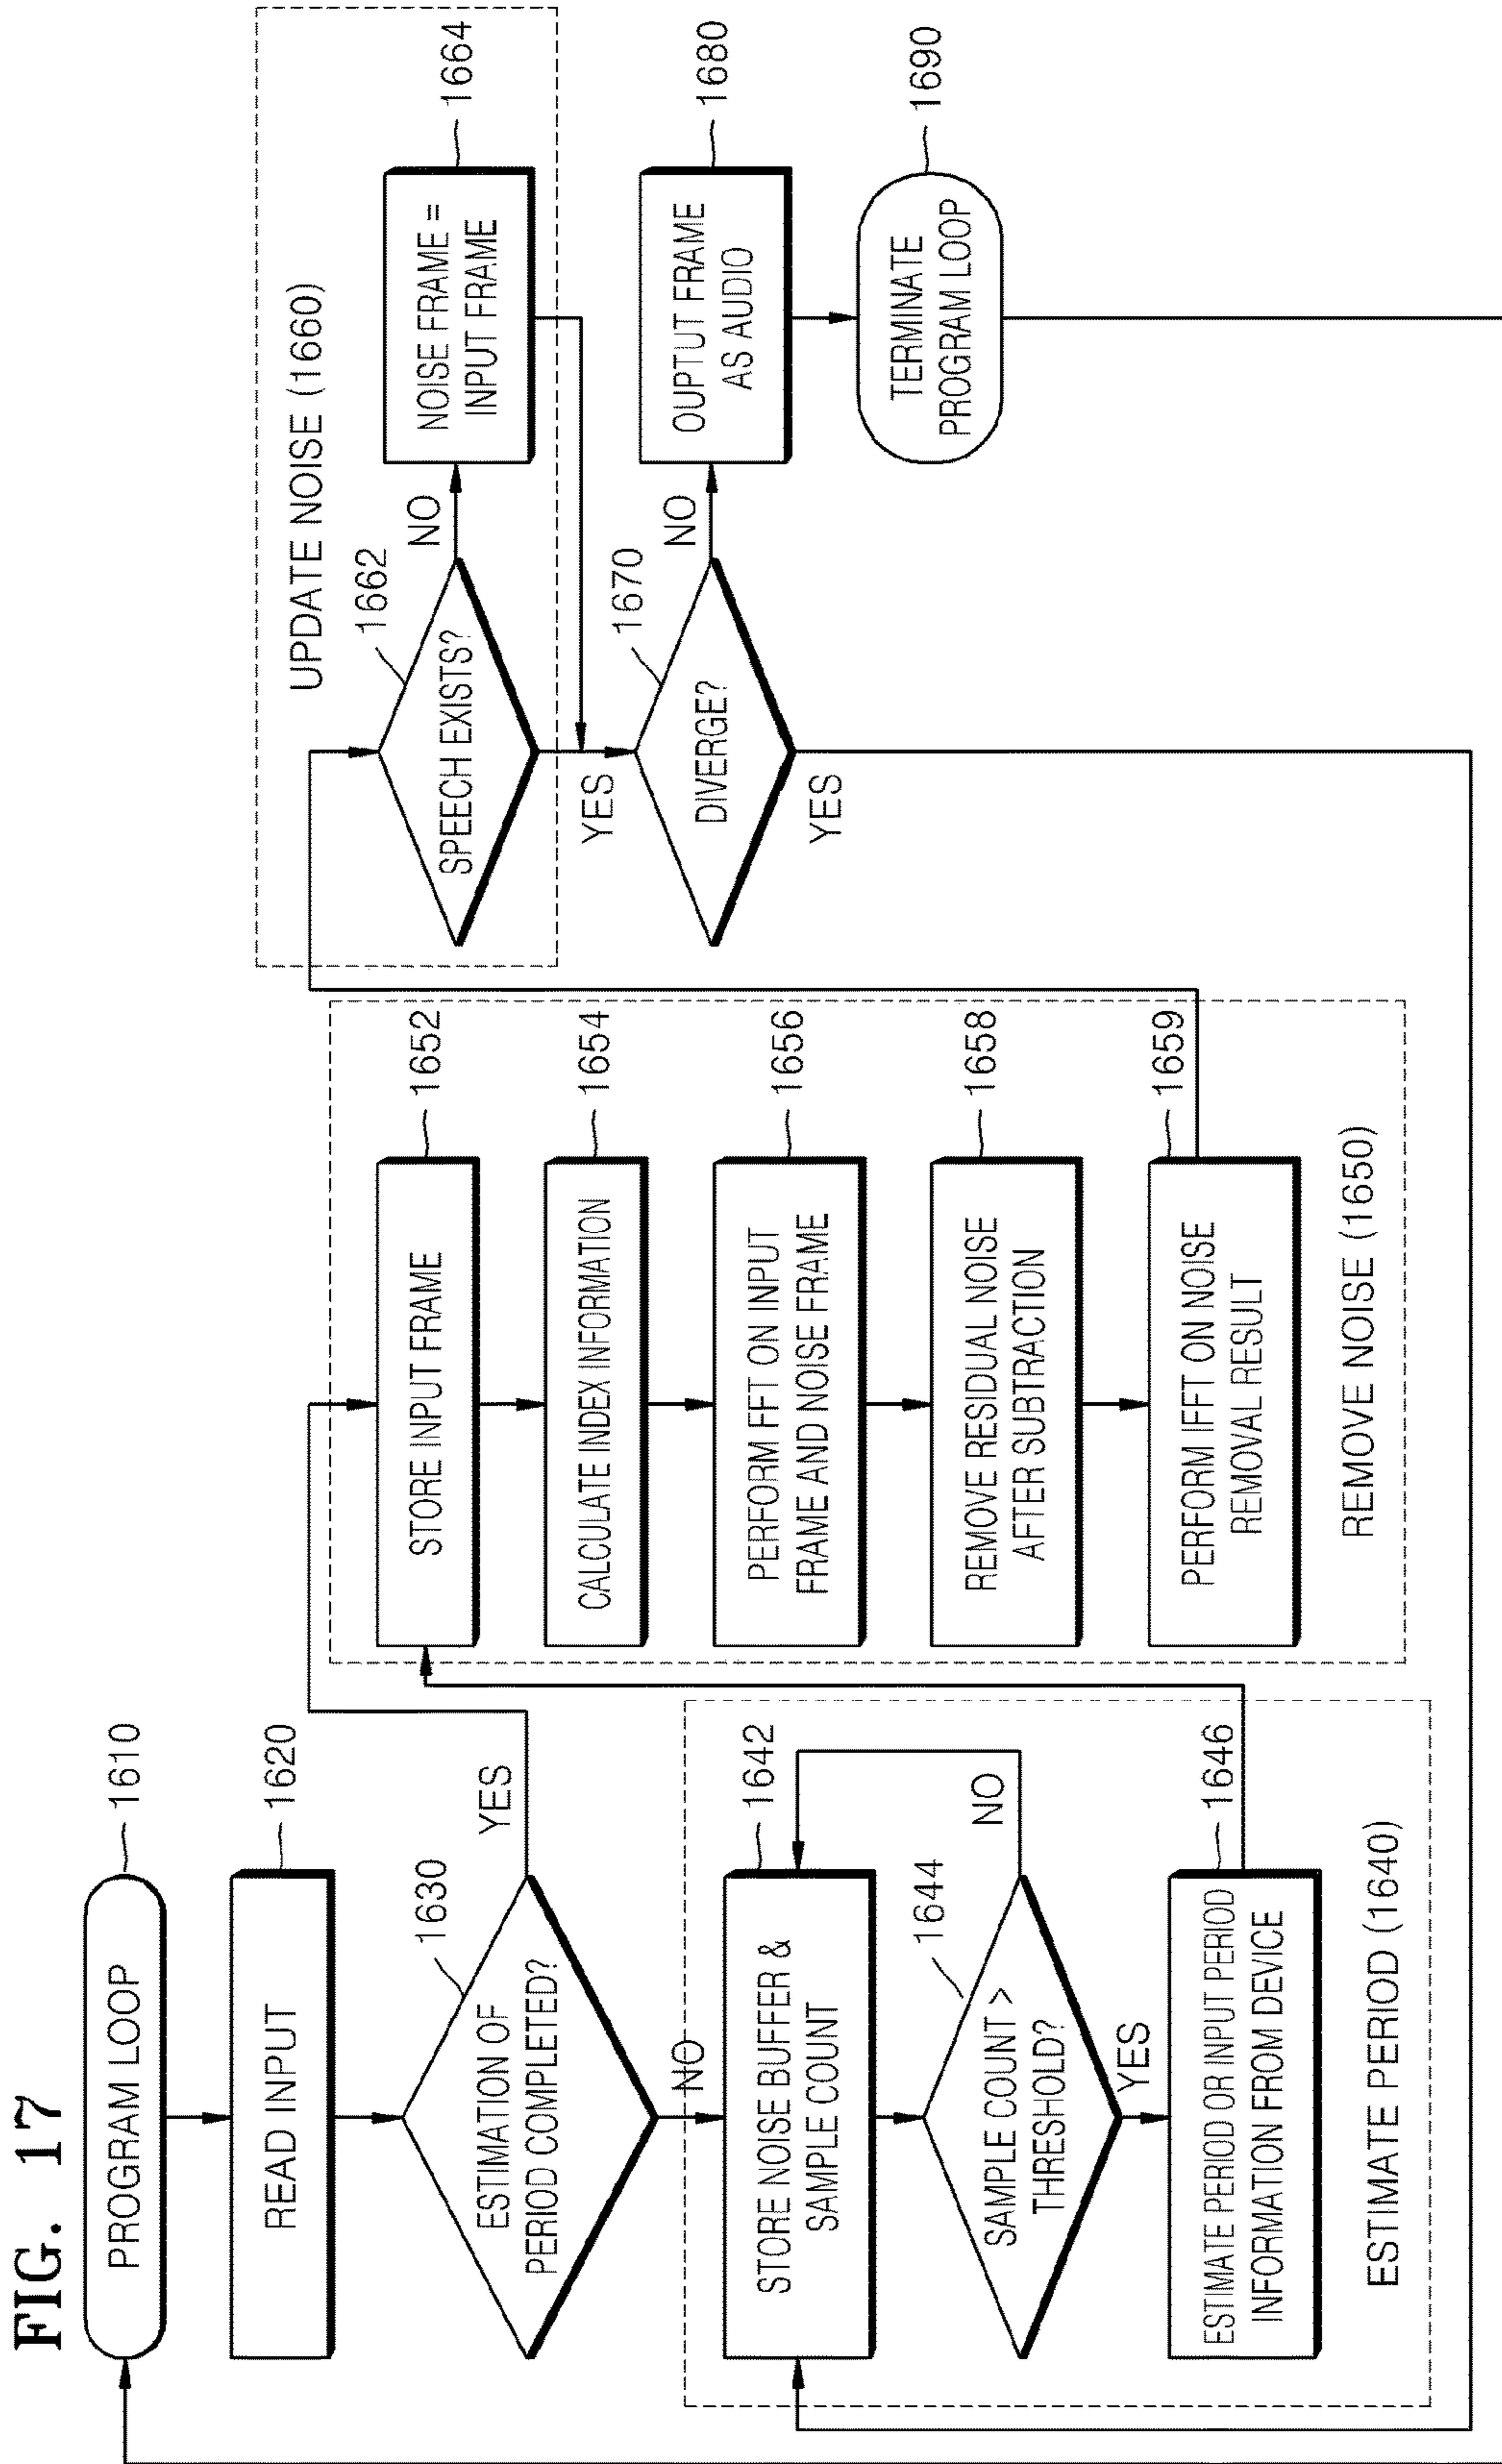 FIG. 17
PROGRAM LOOP
1610
READ INPUT
1620
ESTIMATION OF
PERIOD COMPLETED?
1630
YES
NO
STORE NOISE BUFFER &
SAMPLE COUNT
1642
SAMPLE COUNT >
THRESHOLD?
1644
NO
YES
ESTIMATE PERIOD OR INPUT PERIOD
INFORMATION FROM DEVICE
1646
ESTIMATE PERIOD (1640)
STORE INPUT FRAME
1652
CALCULATE INDEX INFORMATION
1654
PERFORM FFT ON INPUT
FRAME AND NOISE FRAME
1656
REMOVE RESIDUAL NOISE
AFTER SUBTRACTION
1658
PERFORM IFFT ON NOISE
REMOVAL RESULT
1659
REMOVE NOISE (1650)
UPDATE NOISE (1660)
SPEECH EXISTS?
1662
NO
NOISE FRAME =
INPUT FRAME
1664
YES
DIVERGE?
1670
NO
YES
OUPTUT FRAME
AS AUDIO
1680
TERMINATE
PROGRAM LOOP
1690